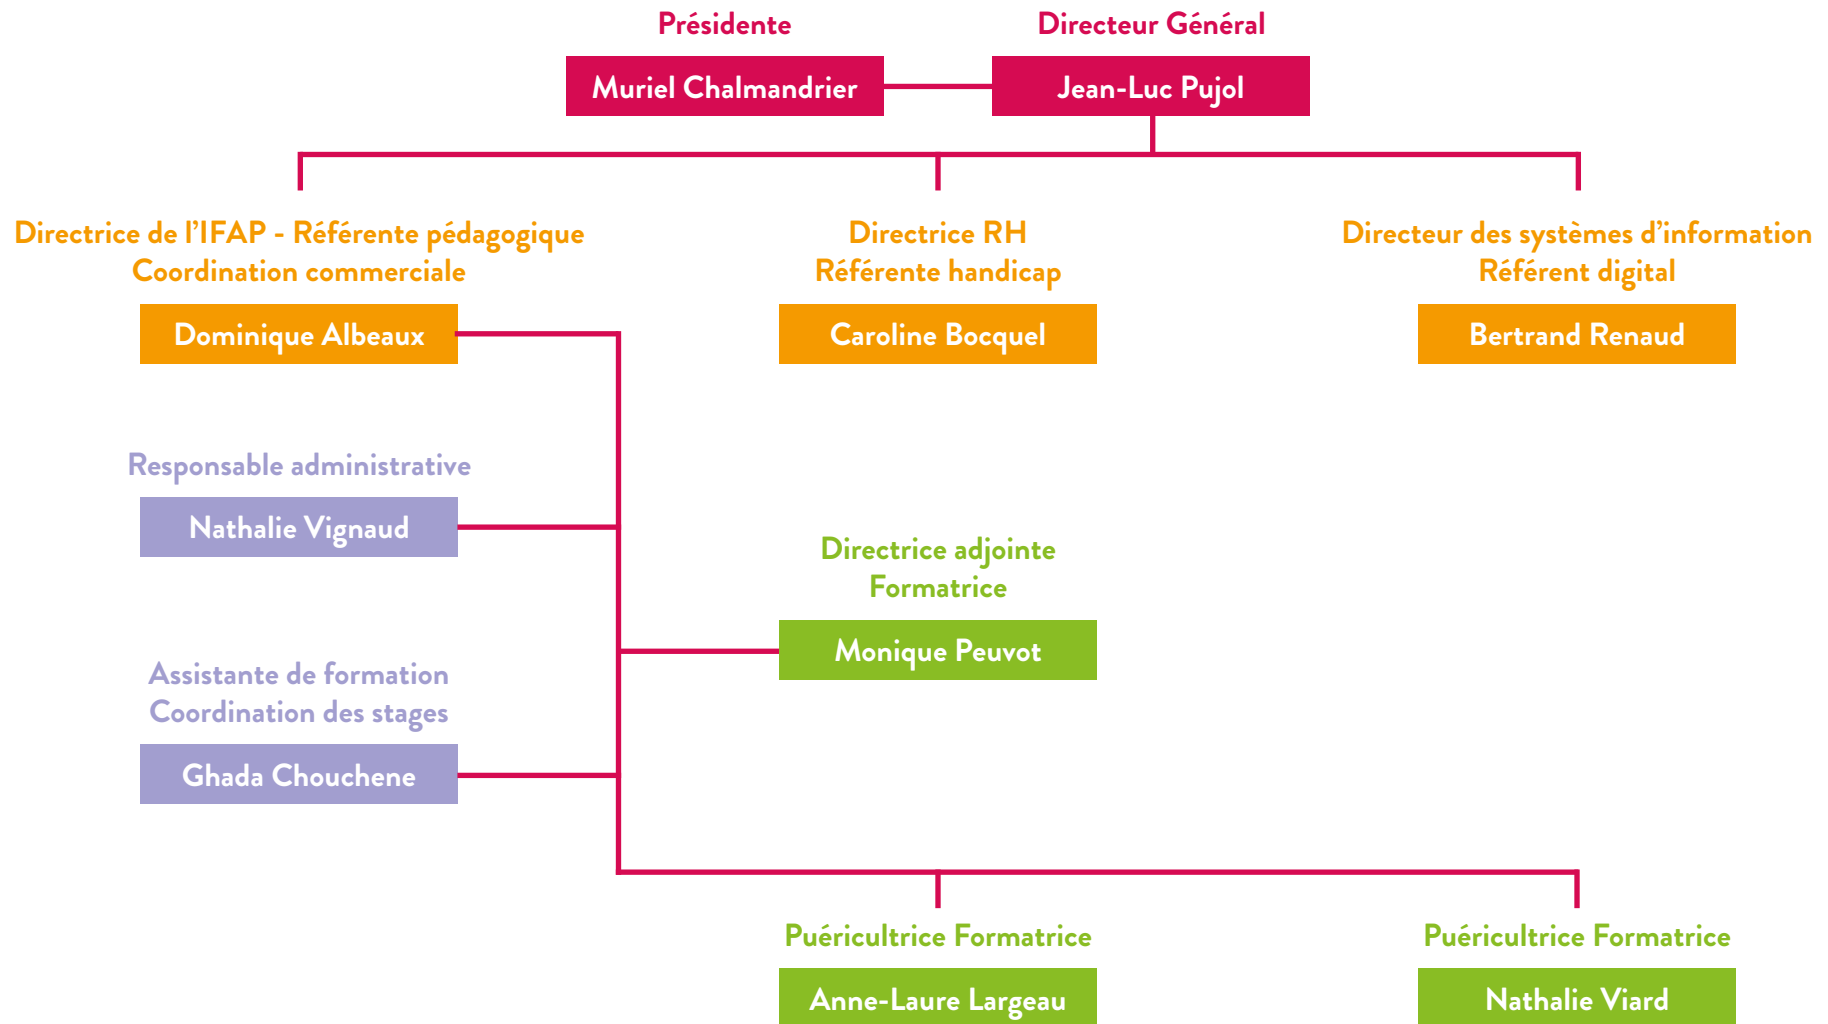 Présidente
Muriel Chalmandrier
Directeur Général
Jean-Luc Pujol
Directrice de l’IFAP - Référente pédagogique
Coordination commerciale
Dominique Albeaux
Directrice RH
Référente handicap
Caroline Bocquel
Directeur des systèmes d’information
Référent digital
Bertrand Renaud
Responsable administrative
Nathalie Vignaud
Directrice adjointe
Formatrice
Monique Peuvot
Assistante de formation
Coordination des stages
Ghada Chouchene
Puéricultrice Formatrice
Anne-Laure Largeau
Puéricultrice Formatrice
Nathalie Viard